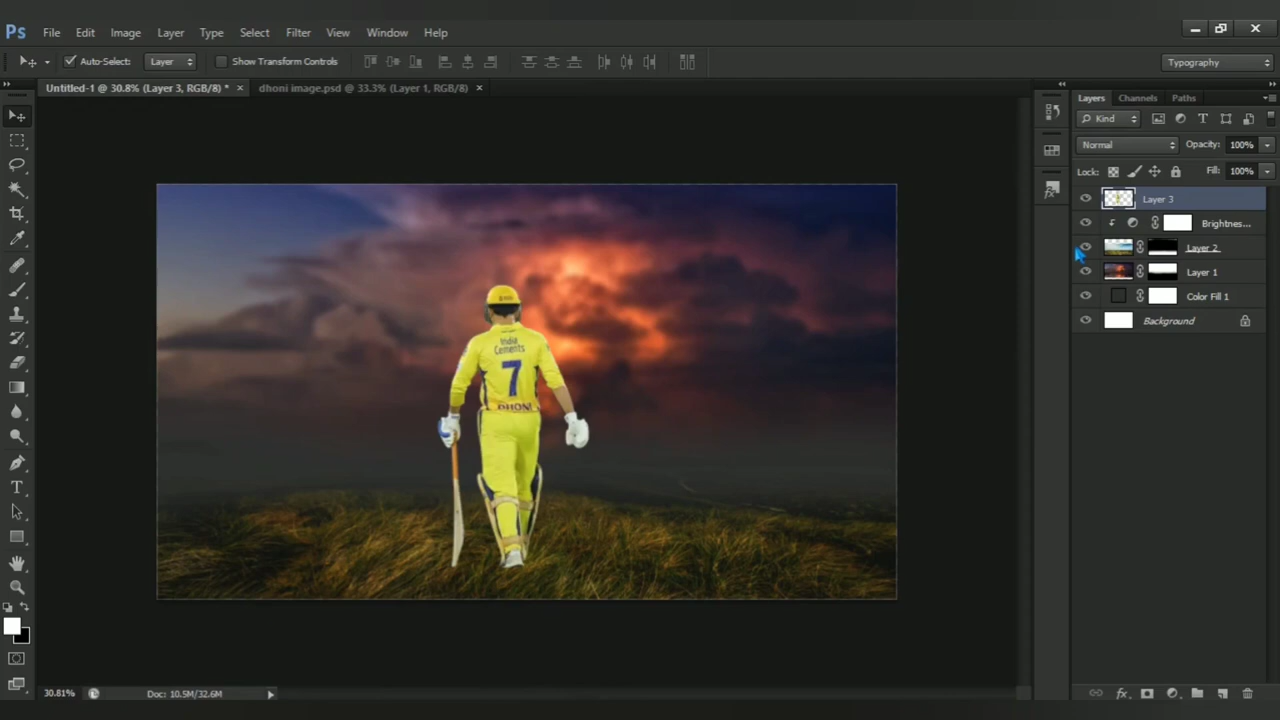 Ps File Edit Image Layer Type Select Filter View Window Help
Auto-Select: Layer Show Transform Controls Typography
Untitled-1 @ 30.8% (Layer 3, RGB/8) * × dhoni image.psd @ 33.3% (Layer 1, RGB/8) ×
Layers Channels Paths
Kind
Normal Opacity: 100%
Lock: Fill: 100%
Layer 3
Brightnes...
Layer 2
Layer 1
Color Fill 1
Background
India
Cements
7
DHONI
30.81% Doc: 10.5M/32.6M